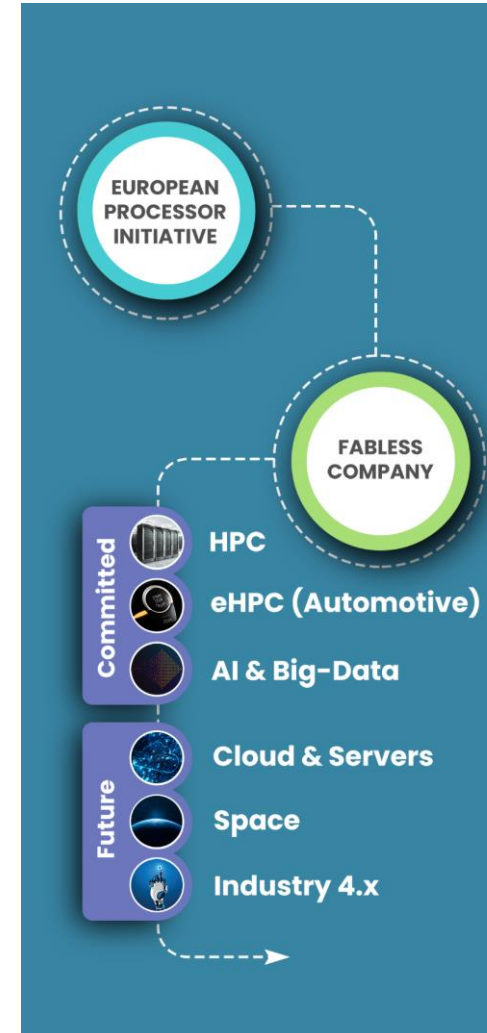 EUROPEAN
PROCESSOR
INITIATIVE
FABLESS
COMPANY
Committed
HPC
eHPC (Automotive)
AI & Big-Data
Future
Cloud & Servers
Space
Industry 4.x